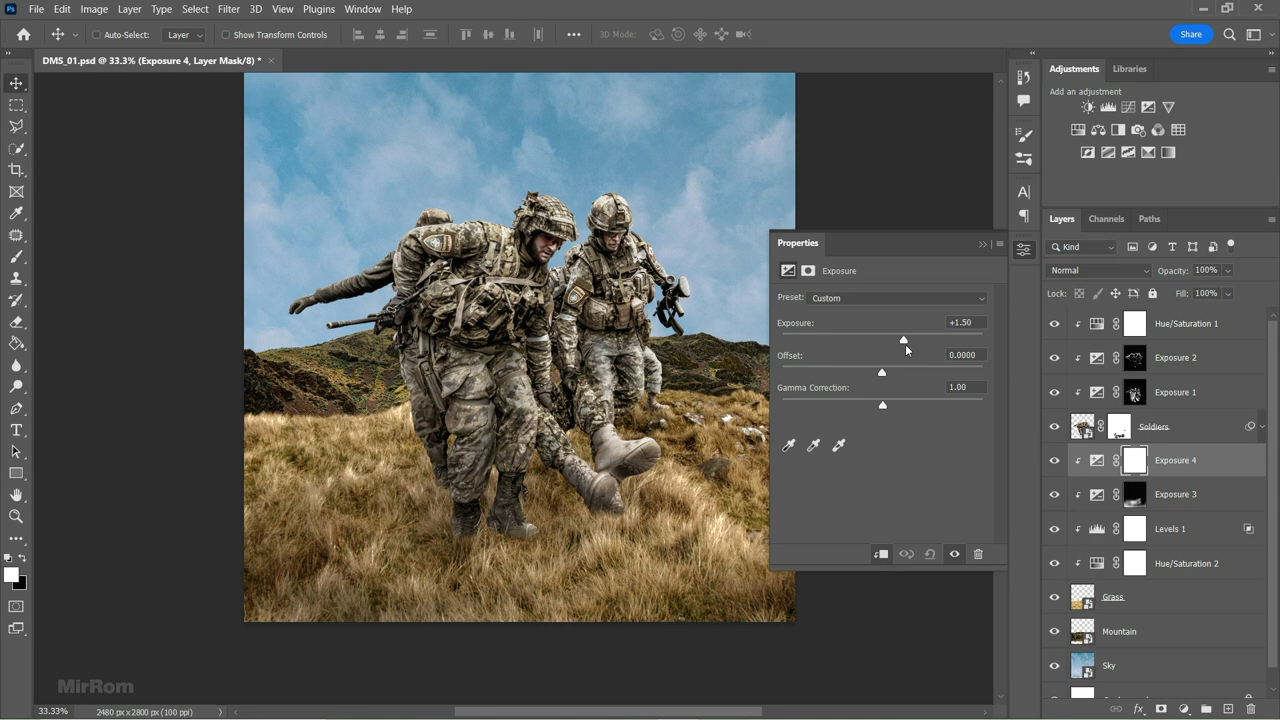 Ps File Edit Image Layer Type Select Filter 3D View Plugins Window Help
Auto-Select: Layer Show Transform Controls 3D Mode: Share
DMS_01.psd @ 33.3% (Exposure 4, Layer Mask/8) *
Adjustments Libraries
Add an adjustment
Layers Channels Paths
Kind
Normal Opacity: 100%
Lock: Fill: 100%
Hue/Saturation 1
Exposure 2
Exposure 1
Soldiers
Exposure 4
Exposure 3
Levels 1
Hue/Saturation 2
Grass
Mountain
Sky
Properties
Exposure
Preset: Custom
Exposure: +1.50
Offset: 0.0000
Gamma Correction: 1.00
MirRom
33.33% 2480 px x 2800 px (100 ppi)